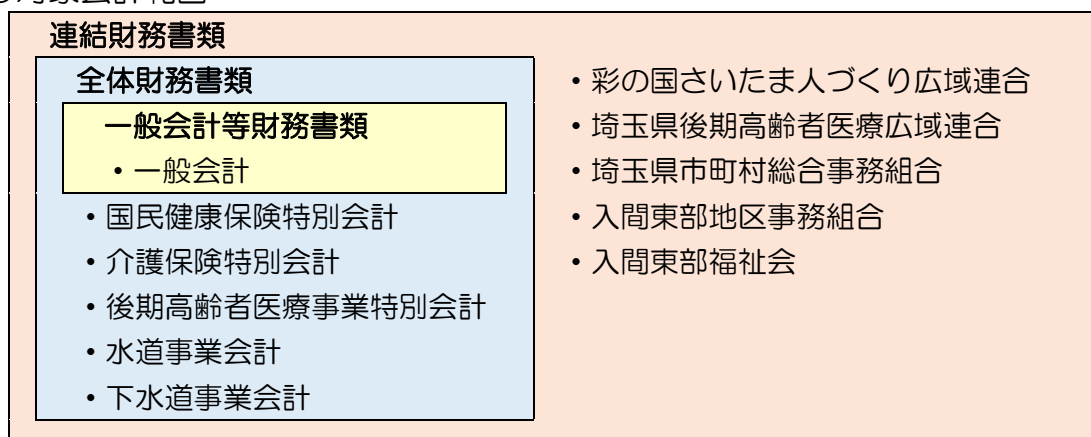 連結財務書類
全体財務書類
一般会計等財務書類
・一般会計
・国民健康保険特別会計
・介護保険特別会計
・後期高齢者医療事業特別会計
・水道事業会計
・下水道事業会計
・彩の国さいたま人づくり広域連合
・埼玉県後期高齢者医療広域連合
・埼玉県市町村総合事務組合
・入間東部地区事務組合
・入間東部福祉会